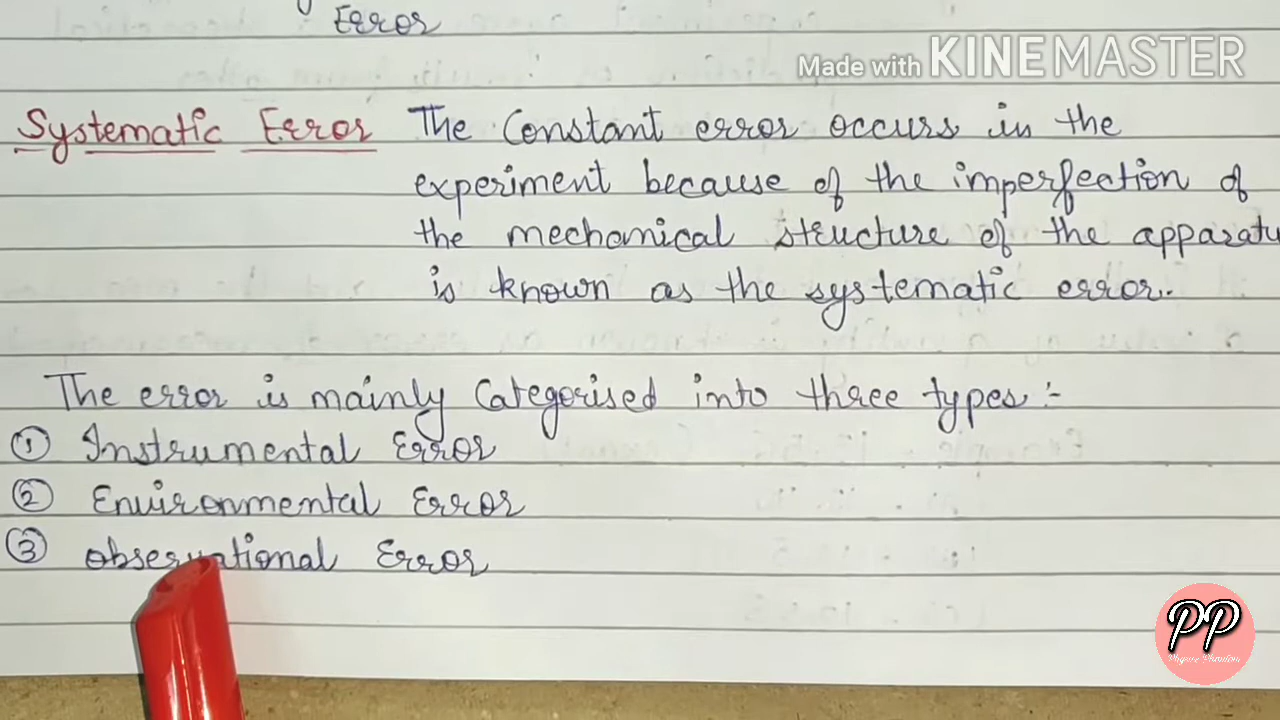 Error
Made with KINEMASTER
Systematic Error The Constant error occurs in the
experiment because of the imperfection of
the mechanical structure of the apparatu
is known as the systematic error.
The error is mainly Categorised into three types :-
① Instrumental Error
② Environmental Error
③ Observational Error
PP